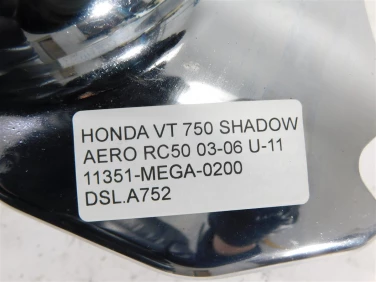 HONDA VT 750 SHADOW
AERO RC50 03-06 U-11
11351-MEGA-0200
DSL.A752